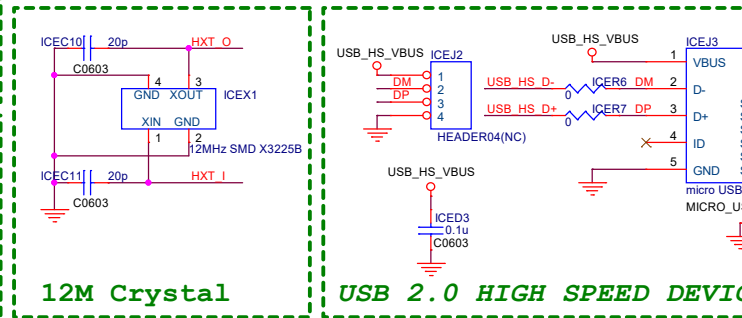 ICEC10 20p HXT_O
C0603
4 3
GND XOUT ICEX1
XIN GND
1 2
12MHz SMD X3225B
ICEC11 20p HXT_I
C0603
12M Crystal
USB_HS_VBUS ICEJ2
1
DM 2
DP 3
4
HEADER04(NC)
USB_HS_VBUS
ICED3
0.1u
C0603
USB_HS_VBUS ICEJ3
1 VBUS
USB_HS_D- ICER6 DM 2 D-
0
USB_HS_D+ ICER7 DP 3 D+
0
4 ID
5 GND
micro USB
MICRO_US
USB 2.0 HIGH SPEED DEVIC